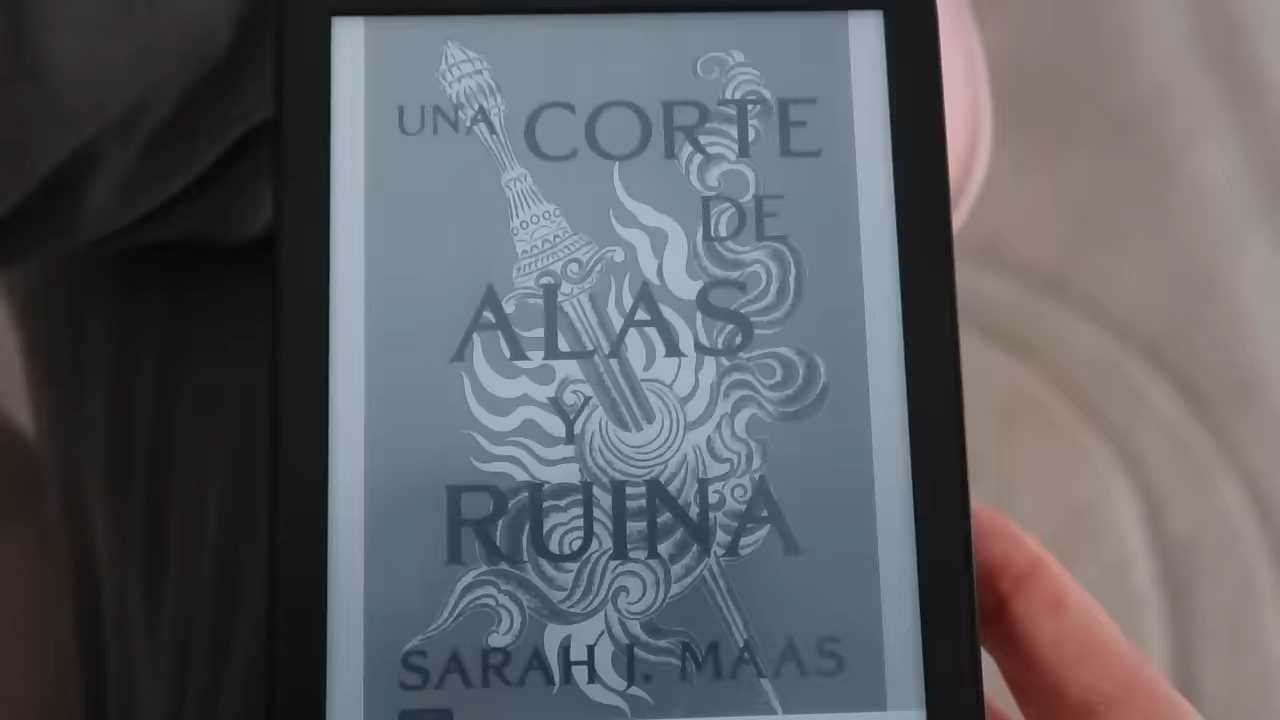 UNA CORTE
DE
ALAS
Y
RUINA
SARAH J. MAAS